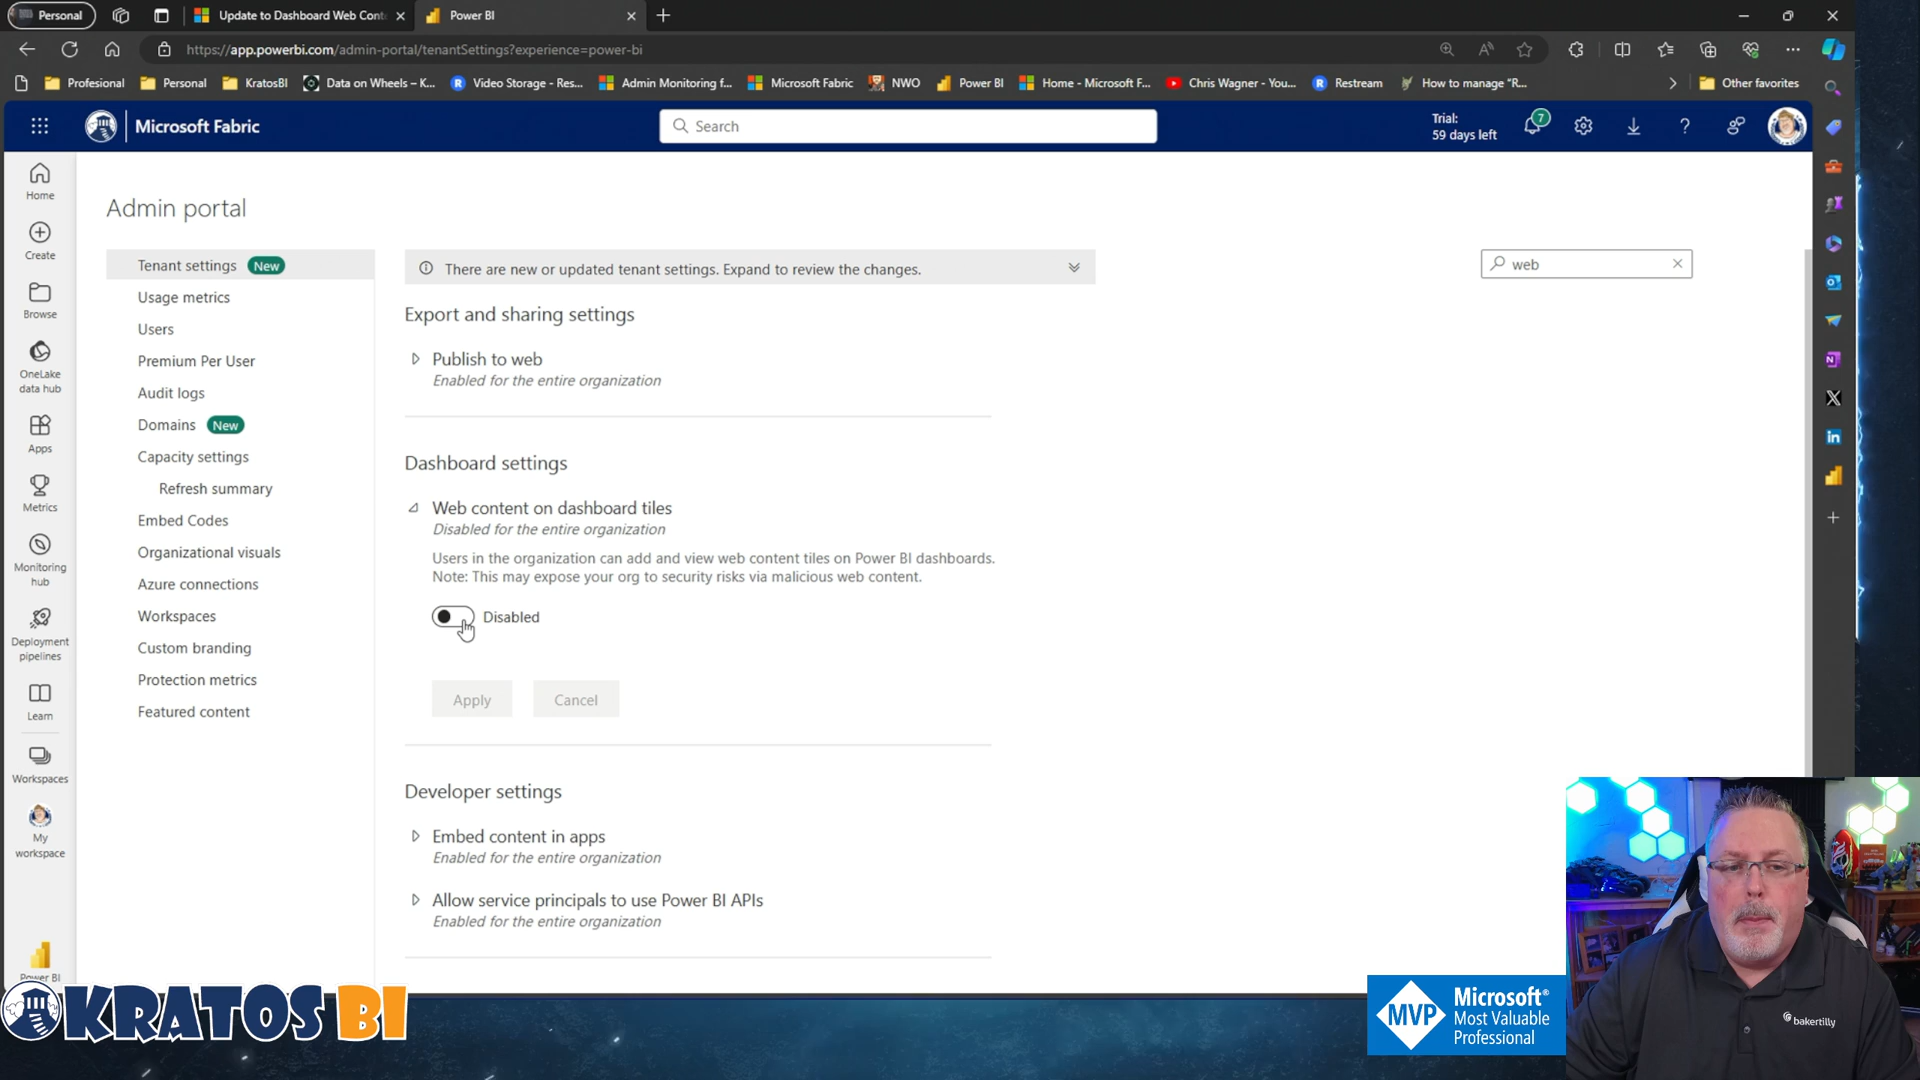 Personal
Update to Dashboard Web Cont
Power BI
https://app.powerbi.com/admin-portal/tenantSettings?experience=power-bi
Profesional
Personal
KratosBI
Data on Wheels – K...
Video Storage - Res...
Admin Monitoring f...
Microsoft Fabric
NWO
Power BI
Home - Microsoft F...
Chris Wagner - You...
Restream
How to manage "R...
Other favorites
Microsoft Fabric
Search
Trial:
59 days left
7
Home
Create
Browse
OneLake
data hub
Apps
Metrics
Monitoring
hub
Deployment
pipelines
Learn
Workspaces
My
workspace
Power BI
Admin portal
Tenant settings New
Usage metrics
Users
Premium Per User
Audit logs
Domains New
Capacity settings
Refresh summary
Embed Codes
Organizational visuals
Azure connections
Workspaces
Custom branding
Protection metrics
Featured content
There are new or updated tenant settings. Expand to review the changes.
web
Export and sharing settings
Publish to web
Enabled for the entire organization
Dashboard settings
Web content on dashboard tiles
Disabled for the entire organization
Users in the organization can add and view web content tiles on Power BI dashboards.
Note: This may expose your org to security risks via malicious web content.
Disabled
Apply
Cancel
Developer settings
Embed content in apps
Enabled for the entire organization
Allow service principals to use Power BI APIs
Enabled for the entire organization
KRATOS BI
MVP
Microsoft®
Most Valuable
Professional
bakertilly